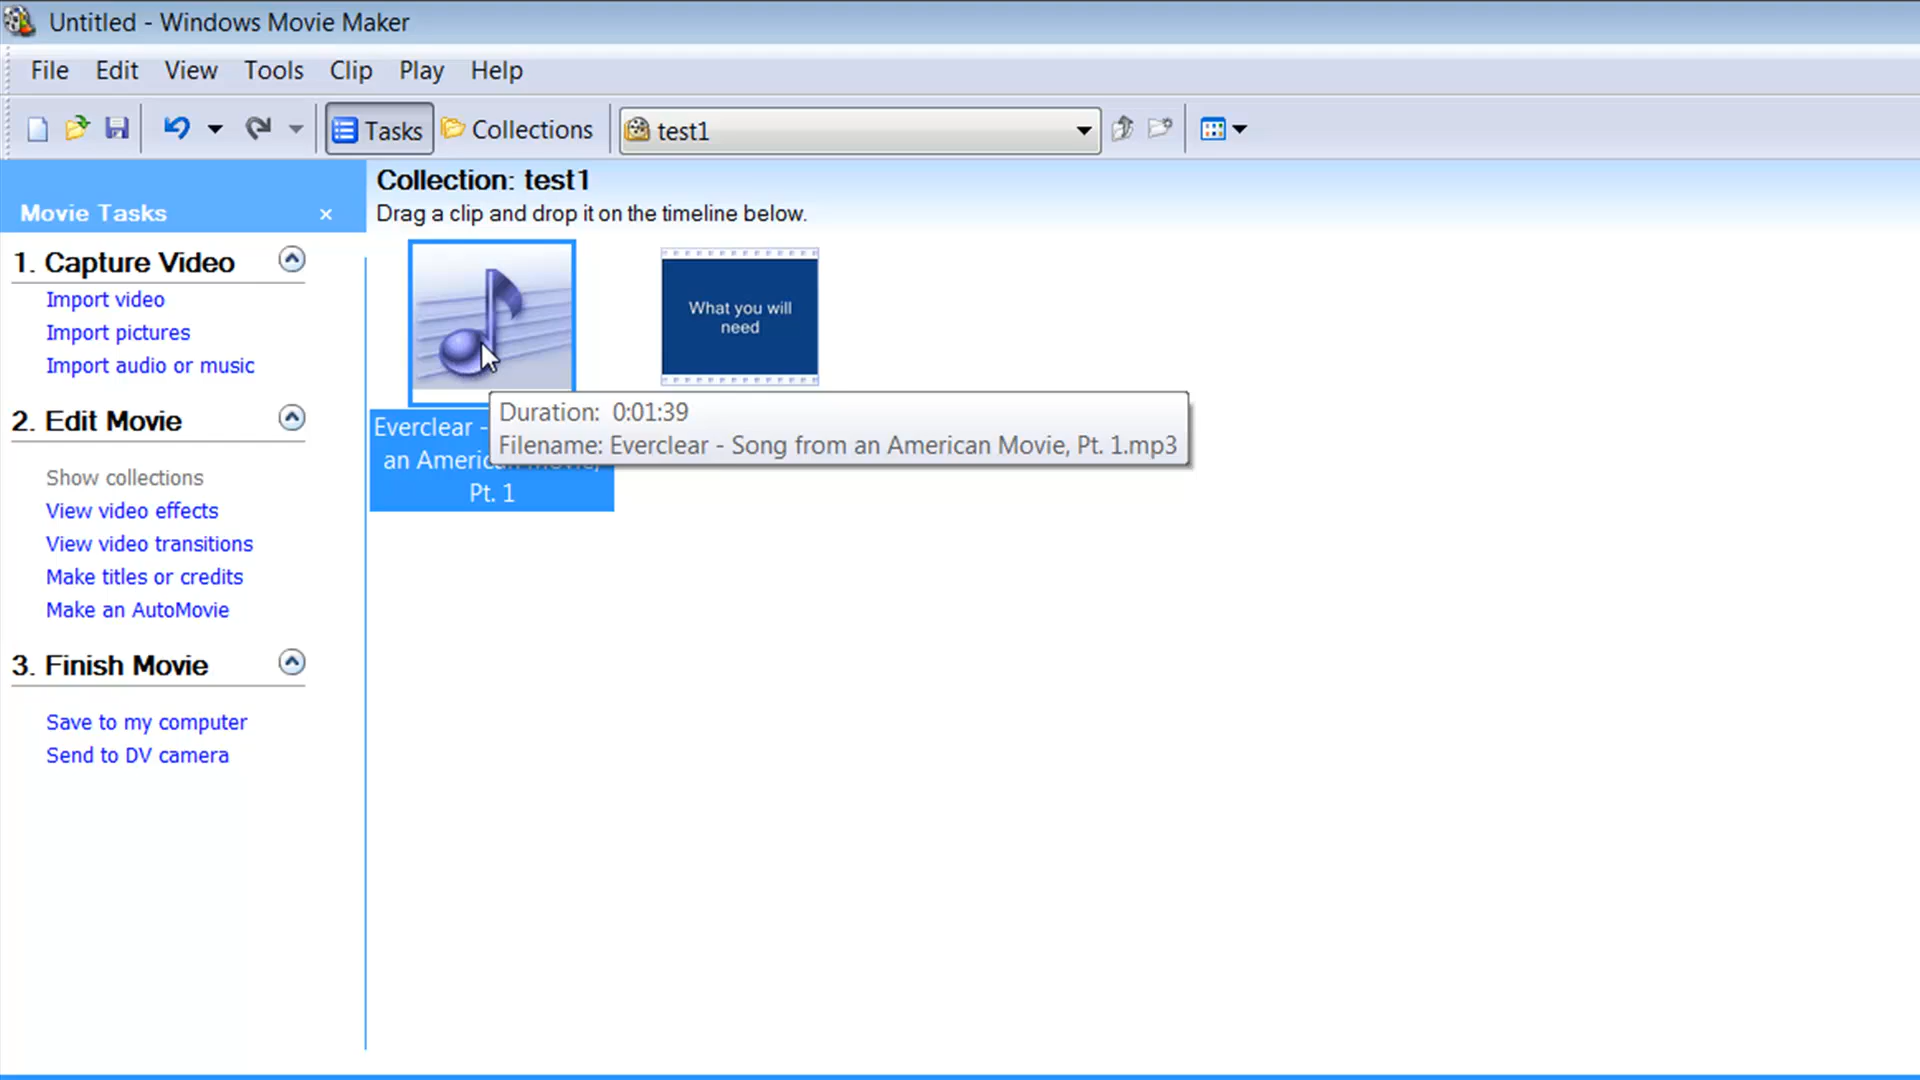 Untitled - Windows Movie Maker
File Edit View Tools Clip Play Help
Tasks Collections test1
Movie Tasks
Collection: test1
Drag a clip and drop it on the timeline below.
1. Capture Video
Import video
Import pictures
Import audio or music
2. Edit Movie
Show collections
View video effects
View video transitions
Make titles or credits
Make an AutoMovie
3. Finish Movie
Save to my computer
Send to DV camera
What you will
need
Duration: 0:01:39
Filename: Everclear - Song from an American Movie, Pt. 1.mp3
Everclear -
an American Movie,
Pt. 1